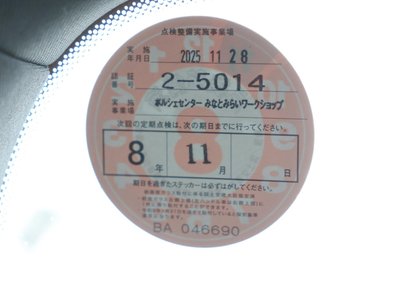 点検整備実施事業場
実施年月日 2025 11 28
認証番号 2-5014
実施事業場 ポルシェセンター みなとみらいワークショップ
次回の定期点検は、次の期日までに行ってください。
8年 11月 日
期日を過ぎたステッカーは必ずはがしてください。
BA 046690